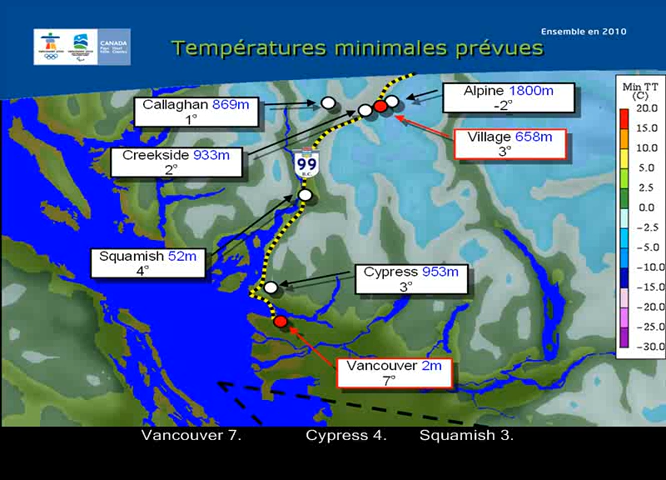 Ensemble en 2010
CANADA
Températures minimales prévues
Min TT
(C)
20.0
15.0
10.0
5.0
2.5
0.0
-2.5
-5.0
-10.0
-15.0
-20.0
-25.0
-30.0
Callaghan 869m
1°
Alpine 1800m
-2°
Village 658m
3°
Creekside 933m
2°
99
B.C.
Squamish 52m
4°
Cypress 953m
3°
Vancouver 2m
7°
Vancouver 7. Cypress 4. Squamish 3.